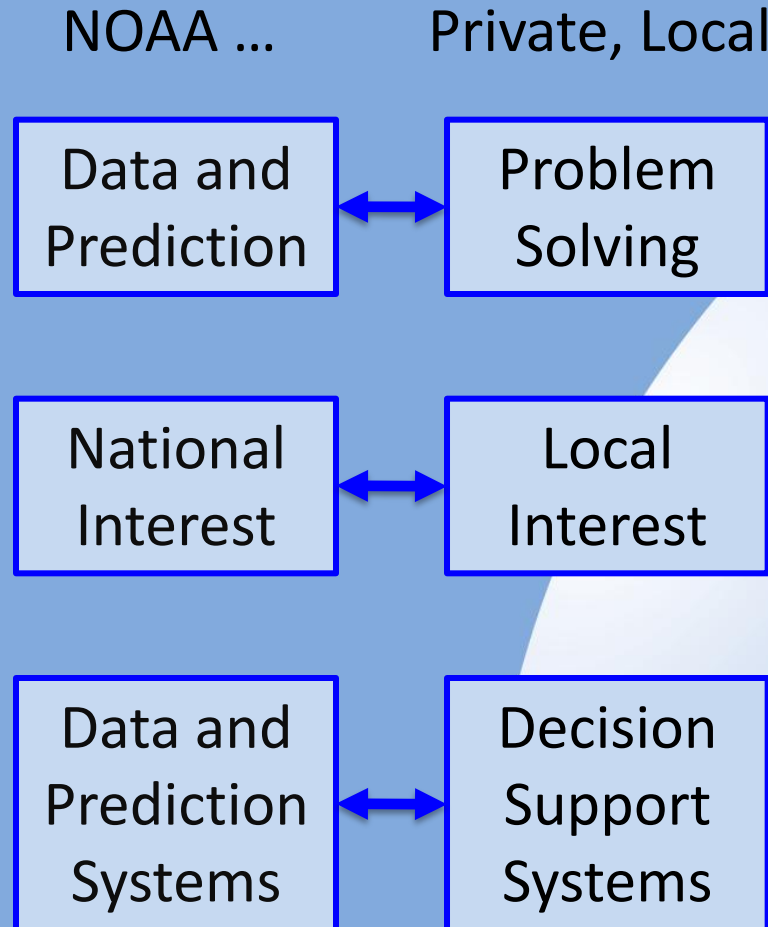 NOAA …
Private, Local
Data and
Prediction
Problem
Solving
National
Interest
Local
Interest
Data and
Prediction
Systems
Decision
Support
Systems